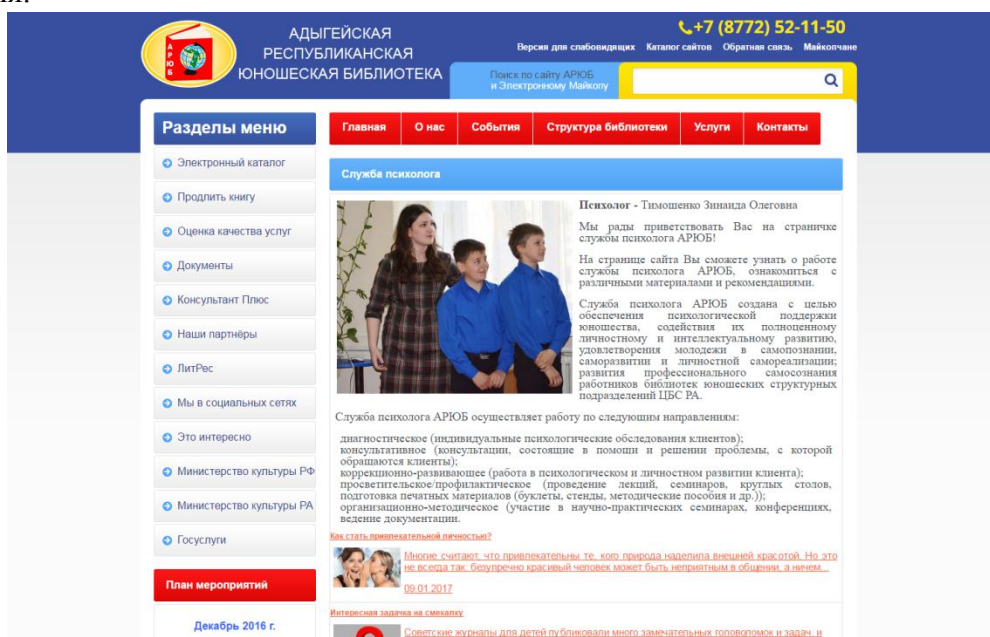 ия.
АДЫГЕЙСКАЯ
РЕСПУБЛИКАНСКАЯ
ЮНОШЕСКАЯ БИБЛИОТЕКА
АРЮБ
+7 (8772) 52-11-50
Версия для слабовидящих Каталог сайтов Обратная связь Майкопчане
Поиск по сайту АРЮБ
и Электронному Майкопу
Разделы меню
Электронный каталог
Продлить книгу
Оценка качества услуг
Документы
Консультант Плюс
Наши партнёры
ЛитРес
Мы в социальных сетях
Это интересно
Министерство культуры РФ
Министерство культуры РА
Госуслуги
План мероприятий
Декабрь 2016 г.
Главная О нас События Структура библиотеки Услуги Контакты
Служба психолога
Психолог - Тимошенко Зинаида Олеговна
Мы рады приветствовать Вас на страничке
службы психолога АРЮБ!
На странице сайта Вы сможете узнать о работе
службы психолога АРЮБ, ознакомиться с
различными материалами и рекомендациями.
Служба психолога АРЮБ создана с целью
обеспечения психологической поддержки
юношества, содействия их полноценному
личностному и интеллектуальному развитию,
удовлетворения молодежи в самопознании,
саморазвитии и личностной самореализации;
развития профессионального самосознания
работников библиотек юношеских структурных
подразделений ЦБС РА.
Служба психолога АРЮБ осуществляет работу по следующим направлениям:
диагностическое (индивидуальные психологические обследования клиентов);
консультативное (консультации, состоящие в помощи и решении проблемы, с которой
обращаются клиенты);
коррекционно-развивающее (работа в психологическом и личностном развитии клиента);
просветительское/профилактическое (проведение лекций, семинаров, круглых столов,
подготовка печатных материалов (буклеты, стенды, методические пособия и др.));
организационно-методическое (участие в научно-практических семинарах, конференциях,
ведение документации.
Как стать привлекательной личностью?
Многие считают, что привлекательны те, кого природа наделила внешней красотой. Но это
не всегда так: безупречно красивый человек может быть неприятным в общении, а ничем...
09.01.2017
Интересная задачка на смекалку
Советские журналы для детей публиковали много замечательных головоломок и задач, и